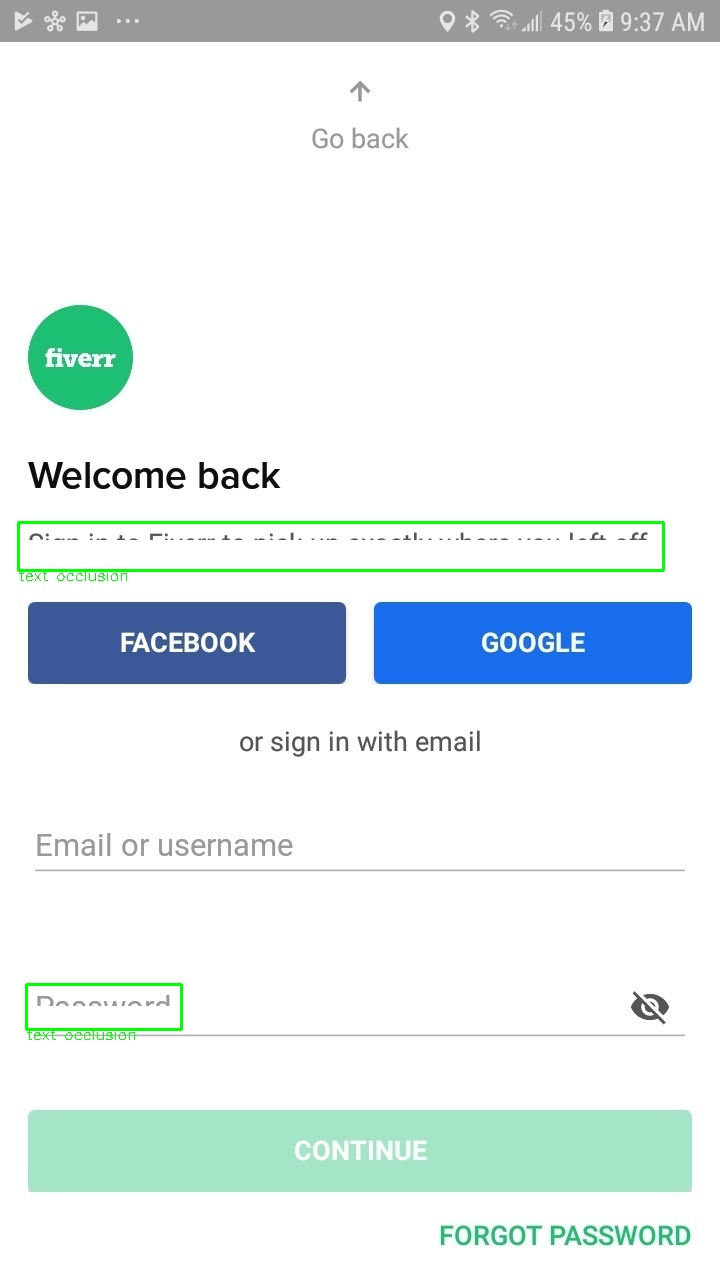 45% 9:37 AM
Go back
fiverr
Welcome back
Sign in to Fiverr to pick up exactly where you left off
text occlusion
FACEBOOK
GOOGLE
or sign in with email
Email or username
Password
text occlusion
CONTINUE
FORGOT PASSWORD